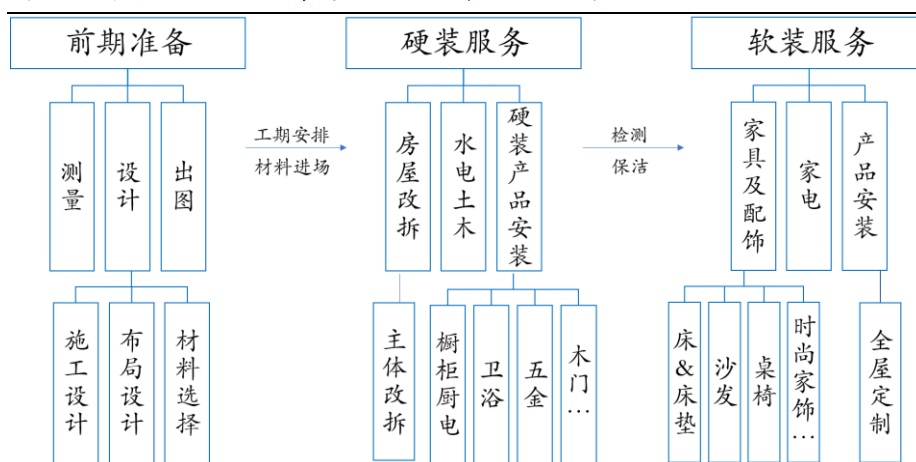 前期准备
硬装服务
软装服务
测量
设计
出图
工期安排
材料进场
房屋改拆
水电土木
硬装产品安装
检测
保洁
家具及配饰
家电
产品安装
施工设计
布局设计
材料选择
主体改拆
橱柜厨电
卫浴
五金
木门…
床&床垫
沙发
桌椅
时尚家饰…
全屋定制